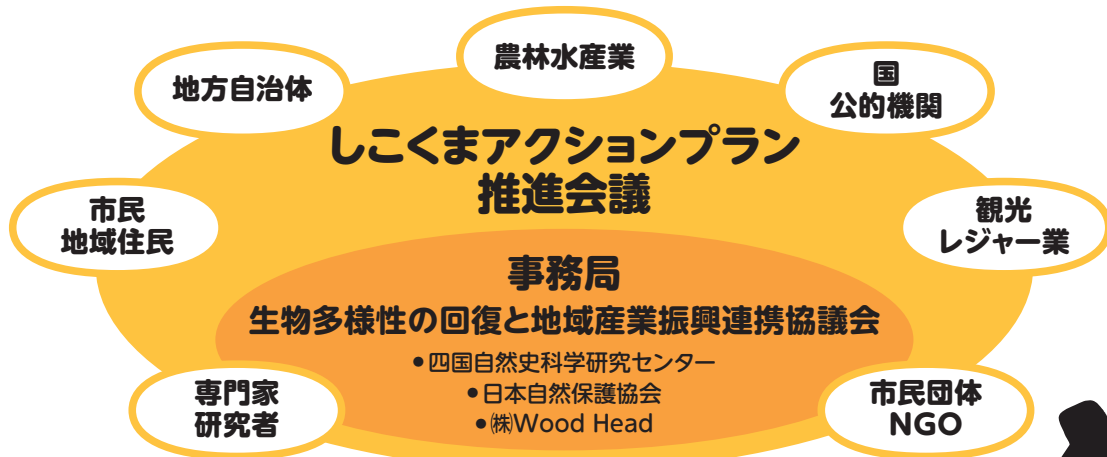 農林水産業
地方自治体
国
公的機関
しこくまアクションプラン
推進会議
市民
地域住民
観光
レジャー業
事務局
生物多様性の回復と地域産業振興連携協議会
•四国自然史科学研究センター
•日本自然保護協会
•㈱Wood Head
専門家
研究者
市民団体
NGO